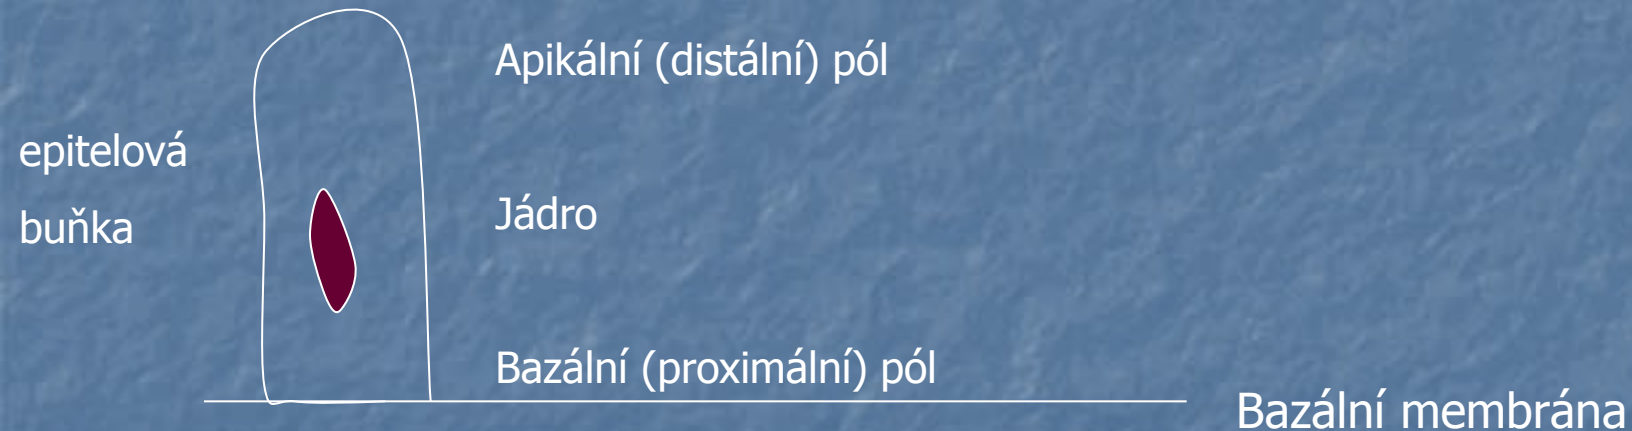 Apikální (distální) pól
epitelová
buňka
Jádro
Bazální (proximální) pól
Bazální membrána